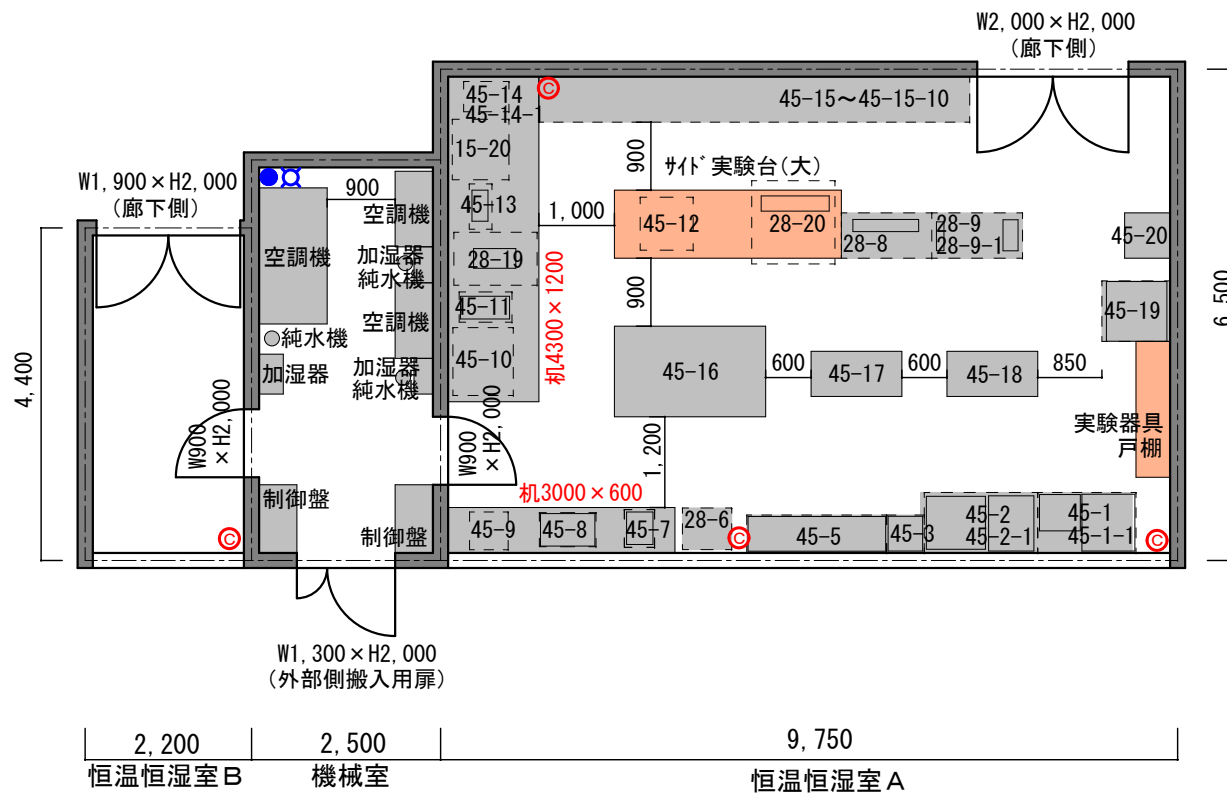 W2,000×H2,000
(廊下側)
45-14
45-14-1
©
45-15～45-15-10
15-20
900
ｻｲﾄﾞ実験台(大)
W1,900×H2,000
(廊下側)
900
空調機
45-13
1,000
45-12
28-20
28-8
28-9
28-9-1
45-20
空調機
加湿器
純水機
28-19
机4300×1200
900
45-19
6,500
45-11
空調機
純水機
4,400
加湿器
加湿器
純水機
45-10
45-16
600
45-17
600
45-18
850
W900
×H2,000
W900
×H2,000
1,200
実験器具
戸棚
机3000×600
制御盤
制御盤
©
45-9
45-8
45-7
28-6
©
45-5
45-3
45-2
45-2-1
45-1
45-1-1
©
W1,300×H2,000
(外部側搬入用扉)
2,200
2,500
9,750
恒温恒湿室Ｂ
機械室
恒温恒湿室Ａ